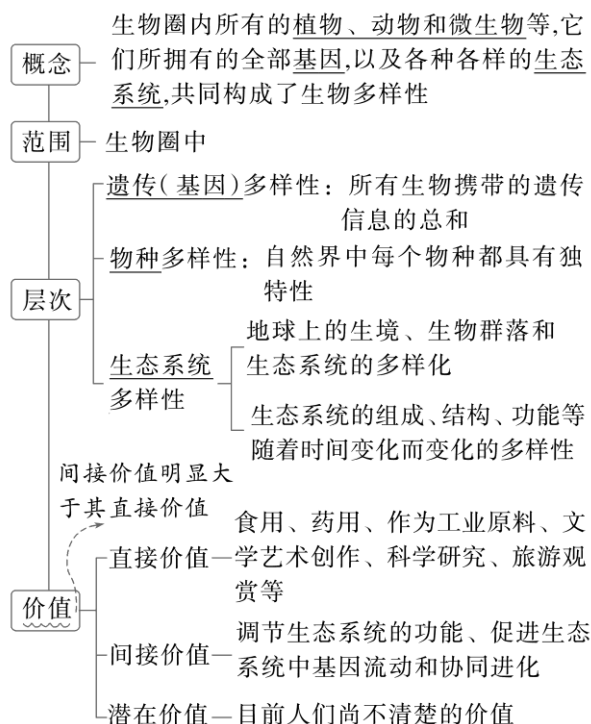 生物圈内所有的植物、动物和微生物等,它
概念
们所拥有的全部基因,以及各种各样的生态
系统,共同构成了生物多样性
范围
生物圈中
遗传(基因)多样性：所有生物携带的遗传
信息的总和
物种多样性：自然界中每个物种都具有独
特性
层次
地球上的生境、生物群落和
生态系统的多样化
生态系统
多样性
生态系统的组成、结构、功能等
随着时间变化而变化的多样性
间接价值明显大
于其直接价值
食用、药用、作为工业原料、文
直接价值
学艺术创作、科学研究、旅游观
赏等
价值
调节生态系统的功能、促进生态
间接价值
系统中基因流动和协同进化
潜在价值
目前人们尚不清楚的价值